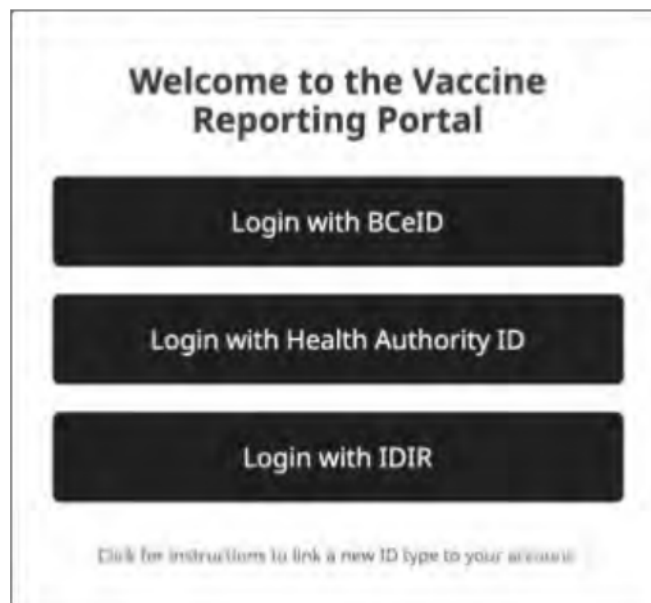 Welcome to the Vaccine
Reporting Portal
Login with BCeID
Login with Health Authority ID
Login with IDIR
Click for instructions to link a new ID type to your account